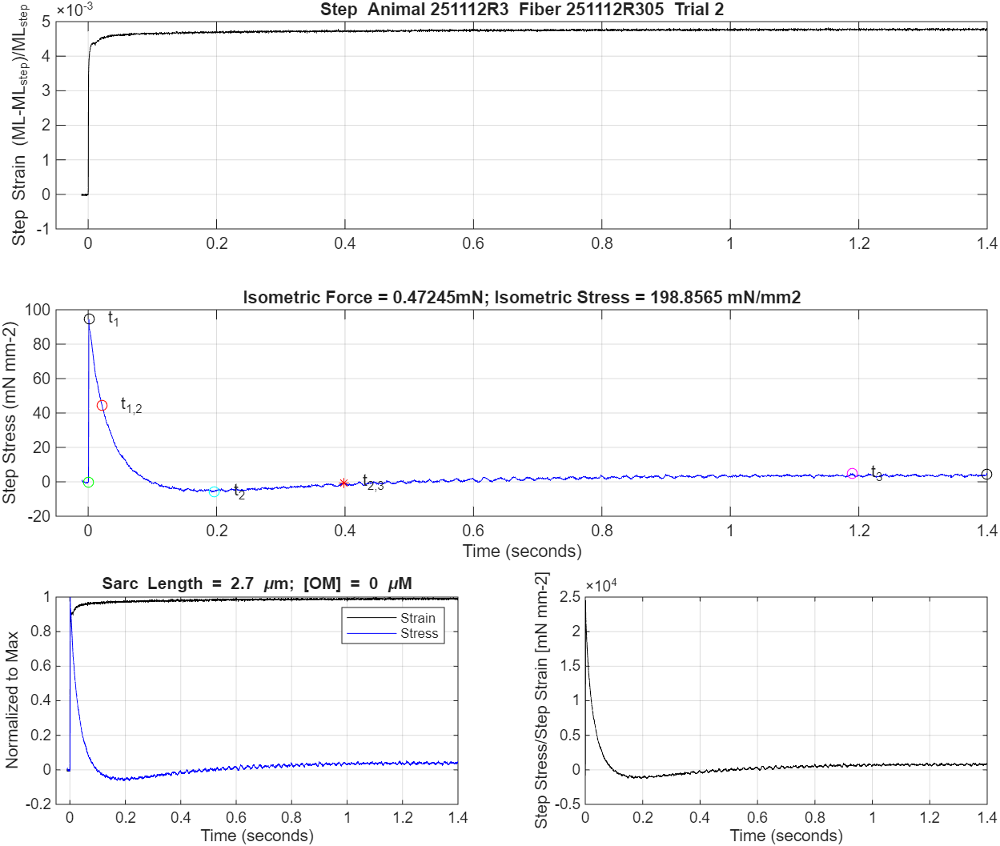 Step Animal 251112R3 Fiber 251112R305 Trial 2
×10⁻³
5
4
3
2
1
0
-1
Step Strain (ML-MLstep)/MLstep
0 0.2 0.4 0.6 0.8 1 1.2 1.4
Isometric Force = 0.47245mN; Isometric Stress = 198.8565 mN/mm2
100
80
60
40
20
0
-20
Step Stress (mN mm-2)
t1
t1,2
t2
t2,3
t3
0 0.2 0.4 0.6 0.8 1 1.2 1.4
Time (seconds)
Sarc Length = 2.7 µm; [OM] = 0 µM
1
0.8
0.6
0.4
0.2
0
-0.2
Normalized to Max
Strain
Stress
0 0.2 0.4 0.6 0.8 1 1.2 1.4
Time (seconds)
×10⁴
2.5
2
1.5
1
0.5
0
-0.5
Step Stress/Step Strain [mN mm-2]
0 0.2 0.4 0.6 0.8 1 1.2 1.4
Time (seconds)